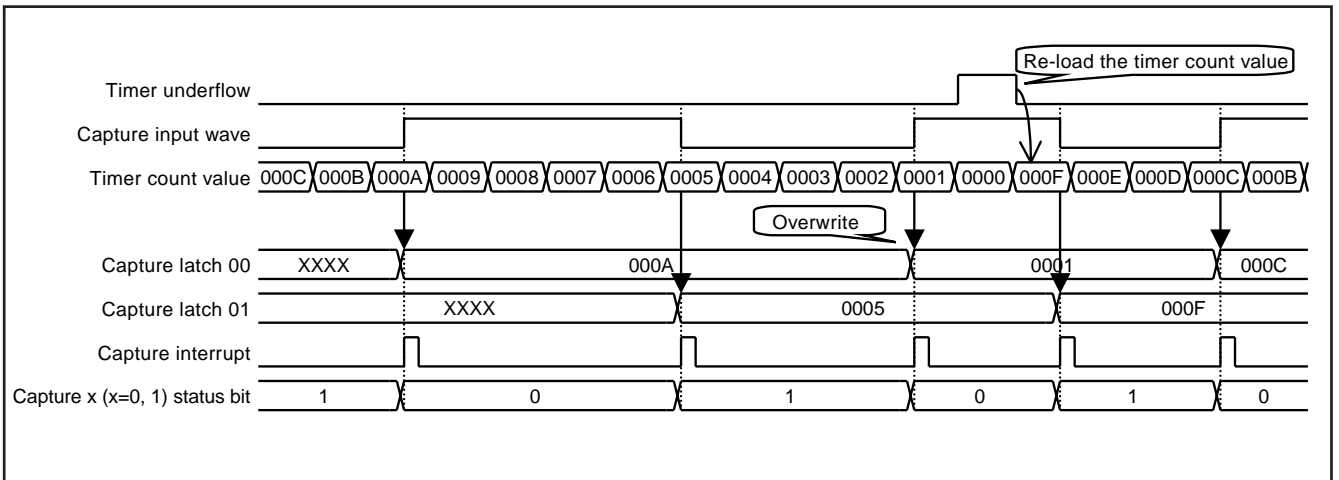 Re-load the timer count value
Timer underflow
Capture input wave
Timer count value 000C 000B 000A 0009 0008 0007 0006 0005 0004 0003 0002 0001 0000 000F 000E 000D 000C 000B
Overwrite
Capture latch 00 XXXX 000A 0001 000C
Capture latch 01 XXXX 0005 000F
Capture interrupt
Capture x (x=0, 1) status bit 1 0 1 0 1 0